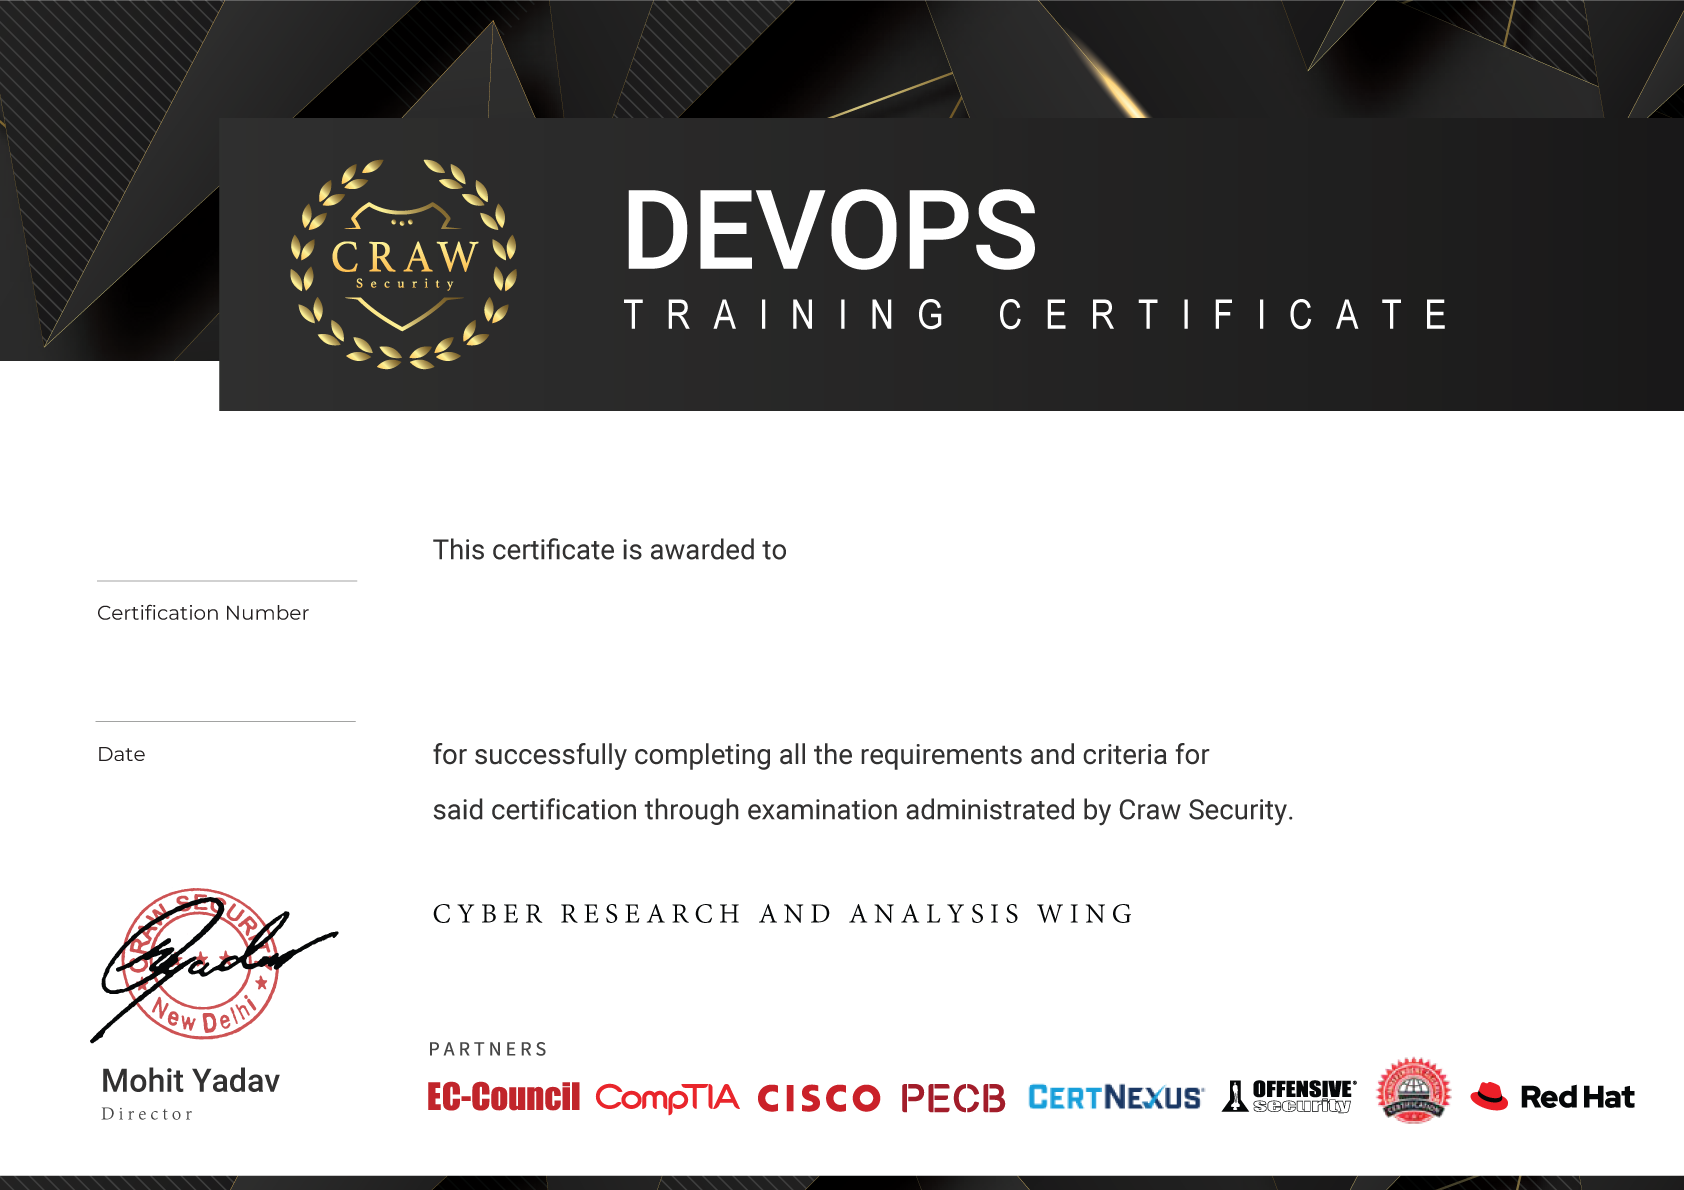 CRAW
Security
DEVOPS
TRAINING CERTIFICATE
This certificate is awarded to
Certification Number
Date
for successfully completing all the requirements and criteria for
said certification through examination administrated by Craw Security.
CRAW SECURITY
New Delhi
CYBER RESEARCH AND ANALYSIS WING
Mohit Yadav
Director
PARTNERS
EC-Council CompTIA CISCO PECB CERTNEXUS OFFENSIVE security CERTIFICATION Red Hat